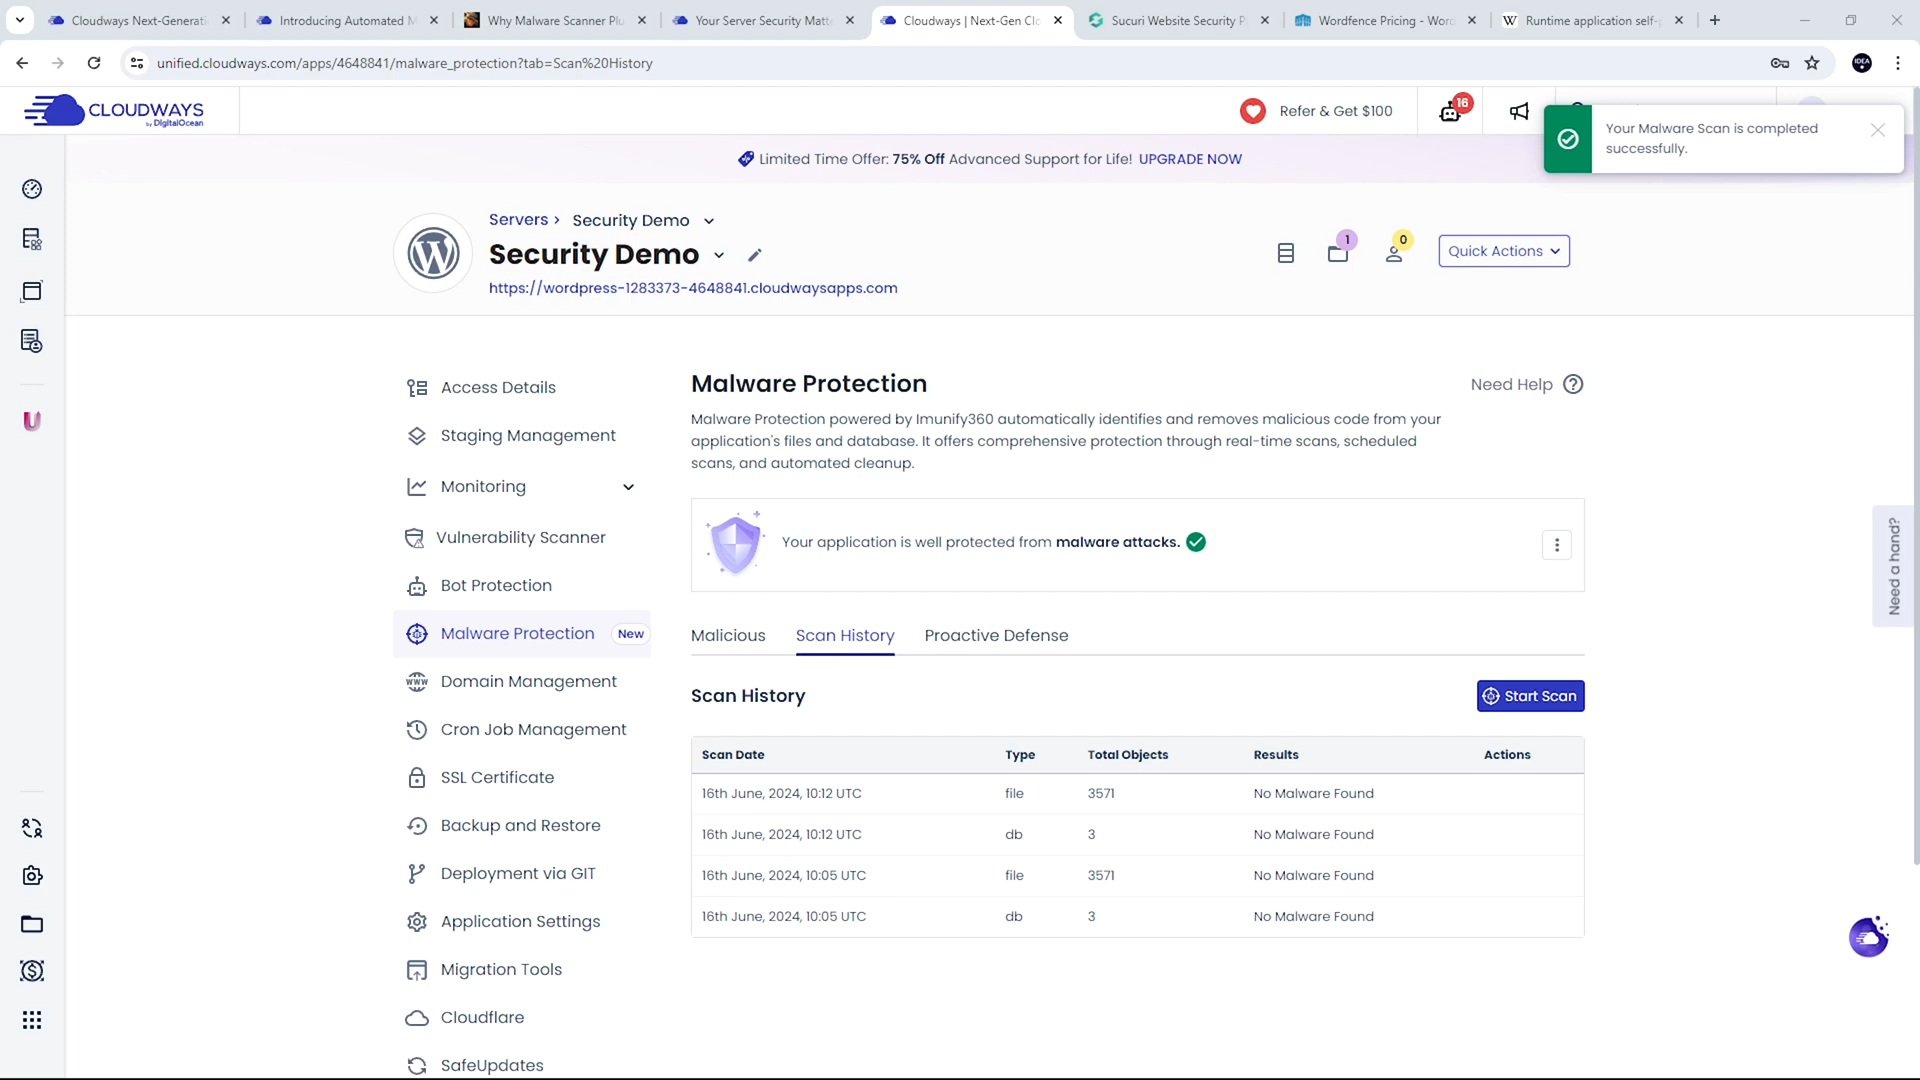 Cloudways Next-Generati
Introducing Automated M
Why Malware Scanner Plu
Your Server Security Matte
Cloudways | Next-Gen Clo
Sucuri Website Security P
Wordfence Pricing - Word
Runtime application self-p
unified.cloudways.com/apps/4648841/malware_protection?tab=Scan%20History
IDEA
CLOUDWAYS
by DigitalOcean
Refer & Get $100
16
Your Malware Scan is completed
successfully.
Limited Time Offer: 75% Off Advanced Support for Life! UPGRADE NOW
Servers > Security Demo
Security Demo
https://wordpress-1283373-4648841.cloudwaysapps.com
1
0
Quick Actions
Access Details
Staging Management
Monitoring
Vulnerability Scanner
Bot Protection
Malware Protection New
Domain Management
Cron Job Management
SSL Certificate
Backup and Restore
Deployment via GIT
Application Settings
Migration Tools
Cloudflare
SafeUpdates
Malware Protection
Need Help
Malware Protection powered by Imunify360 automatically identifies and removes malicious code from your
application's files and database. It offers comprehensive protection through real-time scans, scheduled
scans, and automated cleanup.
Your application is well protected from malware attacks.
Malicious Scan History Proactive Defense
Scan History
Start Scan
Scan Date Type Total Objects Results Actions
16th June, 2024, 10:12 UTC file 3571 No Malware Found
16th June, 2024, 10:12 UTC db 3 No Malware Found
16th June, 2024, 10:05 UTC file 3571 No Malware Found
16th June, 2024, 10:05 UTC db 3 No Malware Found
Need a hand?